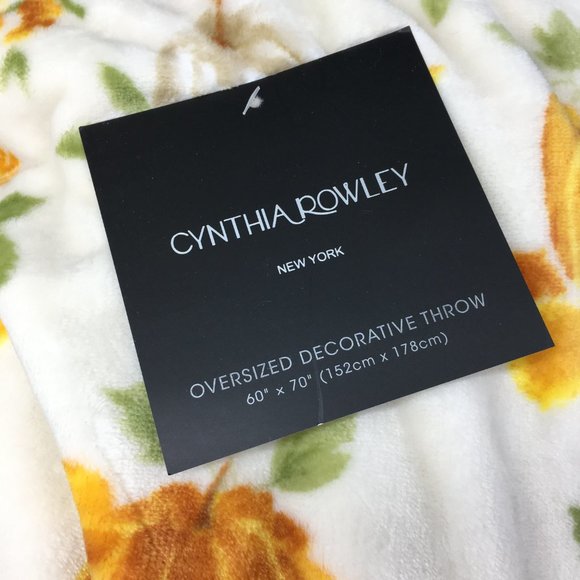 CYNTHIA ROWLEY
NEW YORK
OVERSIZED DECORATIVE THROW
60" x 70" (152cm x 178cm)